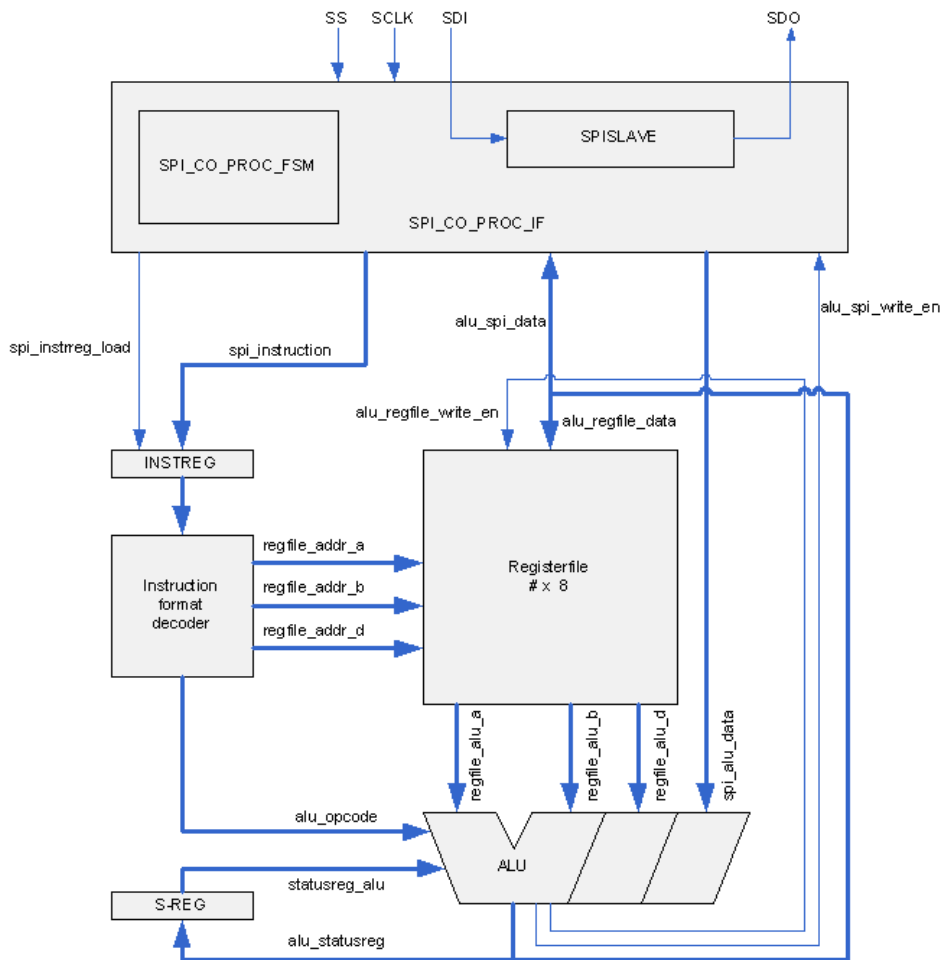 SS
SCLK
SDI
SDO
SPI_CO_PROC_FSM
SPISLAVE
SPI_CO_PROC_IF
spi_instrreg_load
spi_instruction
alu_spi_data
alu_spi_write_en
alu_regfile_write_en
alu_regfile_data
INSTREG
Instruction
format
decoder
regfile_addr_a
regfile_addr_b
regfile_addr_d
Registerfile
# x 8
regfile_alu_a
regfile_alu_b
regfile_alu_d
spi_alu_data
alu_opcode
ALU
statusreg_alu
S-REG
alu_statusreg